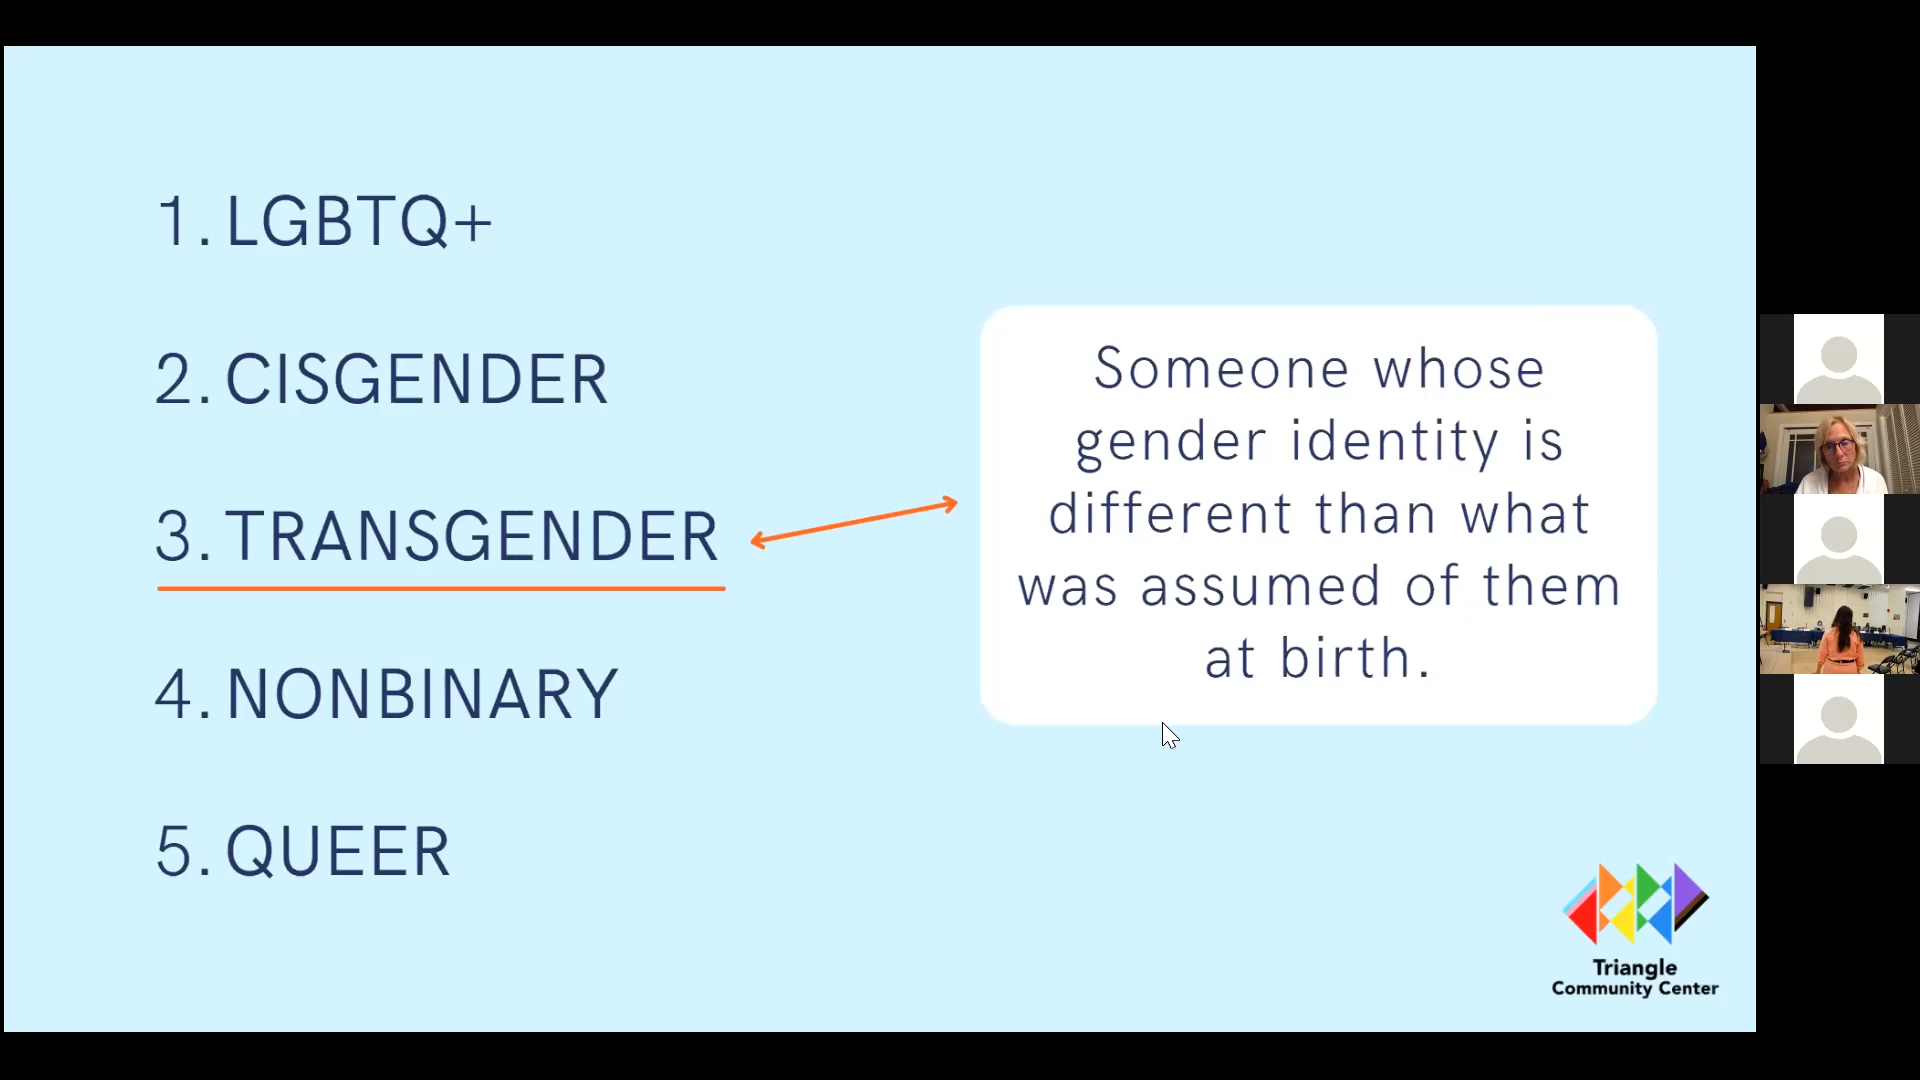 1. LGBTQ+
2. CISGENDER
3. TRANSGENDER
4. NONBINARY
5. QUEER
Someone whose
gender identity is
different than what
was assumed of them
at birth.
Triangle
Community Center